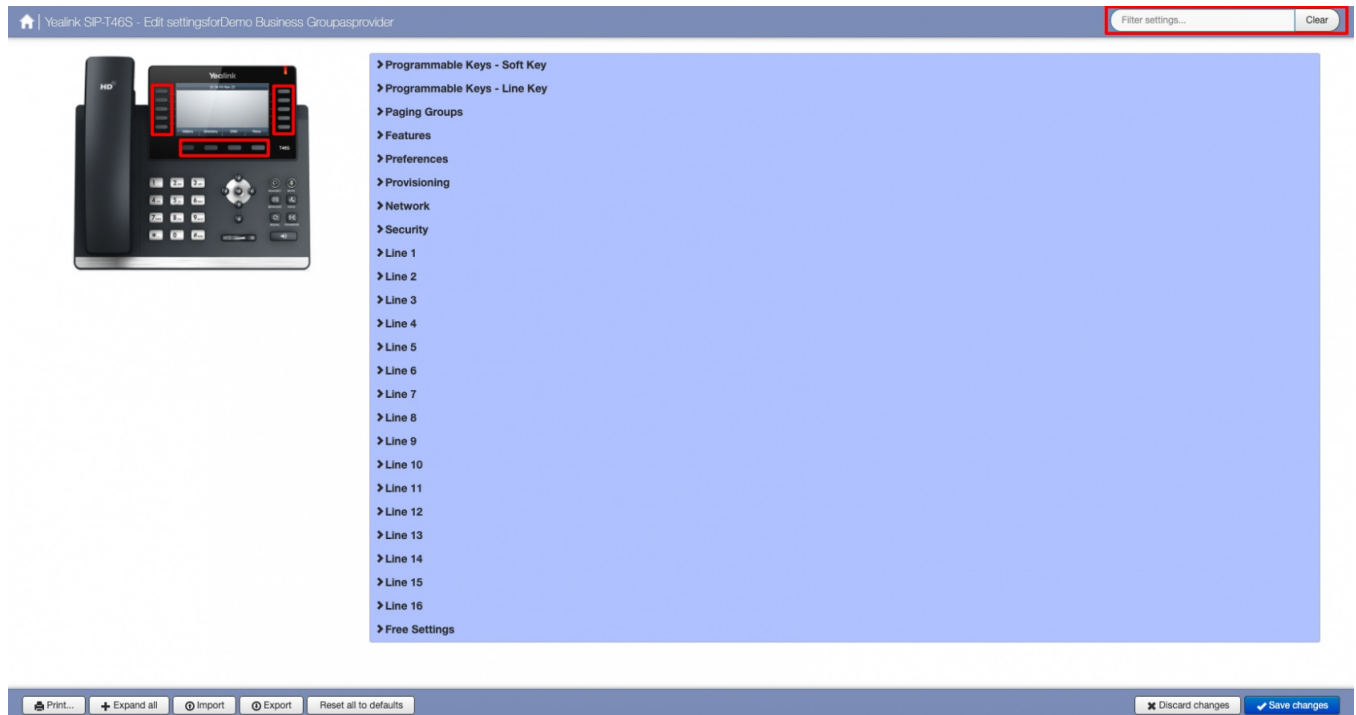 Yealink SIP-T46S - Edit settingsforDemo Business Groupasprovider
Filter settings...
Clear
HD
Yealink
T46S
Programmable Keys - Soft Key
Programmable Keys - Line Key
Paging Groups
Features
Preferences
Provisioning
Network
Security
Line 1
Line 2
Line 3
Line 4
Line 5
Line 6
Line 7
Line 8
Line 9
Line 10
Line 11
Line 12
Line 13
Line 14
Line 15
Line 16
Free Settings
Print...
Expand all
Import
Export
Reset all to defaults
Discard changes
Save changes